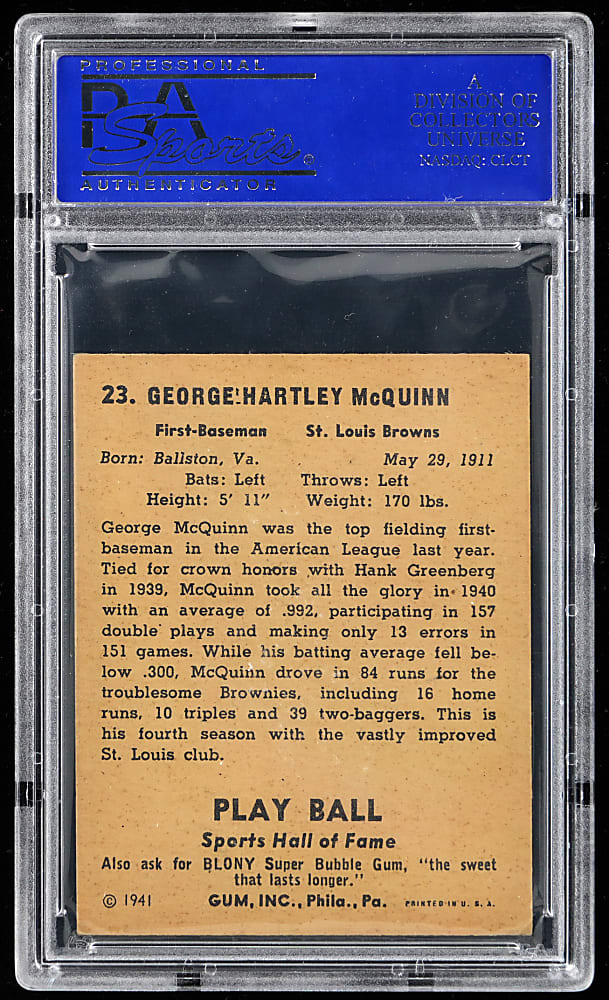 PROFESSIONAL
PSA
Sports®
AUTHENTICATOR
A
DIVISION OF
COLLECTORS
UNIVERSE
NASDAQ: CLCT
23. GEORGE HARTLEY McQUINN
First-Baseman St. Louis Browns
Born: Ballston, Va. May 29, 1911
Bats: Left Throws: Left
Height: 5' 11" Weight: 170 lbs.
George McQuinn was the top fielding first-
baseman in the American League last year.
Tied for crown honors with Hank Greenberg
in 1939, McQuinn took all the glory in 1940
with an average of .992, participating in 157
double plays and making only 13 errors in
151 games. While his batting average fell be-
low .300, McQuinn drove in 84 runs for the
troublesome Brownies, including 16 home
runs, 10 triples and 39 two-baggers. This is
his fourth season with the vastly improved
St. Louis club.
PLAY BALL
Sports Hall of Fame
Also ask for BLONY Super Bubble Gum, "the sweet
that lasts longer."
© 1941 GUM, INC., Phila., Pa. PRINTED IN U. S. A.